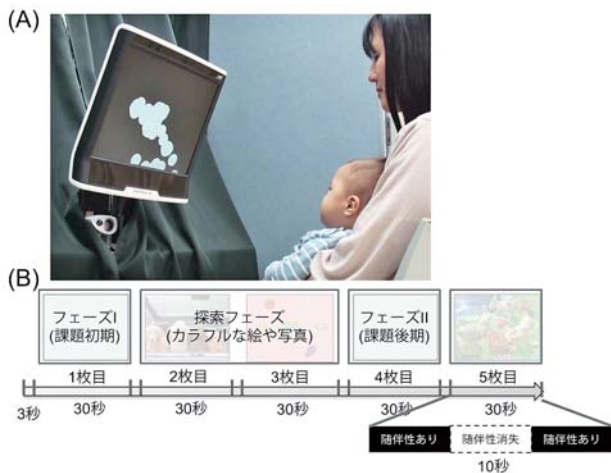 (A)
(B)
フェーズI
(課題初期)
探索フェーズ
(カラフルな絵や写真)
フェーズII
(課題後期)
1枚目
2枚目
3枚目
4枚目
5枚目
3秒
30秒
30秒
30秒
30秒
30秒
随伴性あり
随伴性消失
随伴性あり
10秒